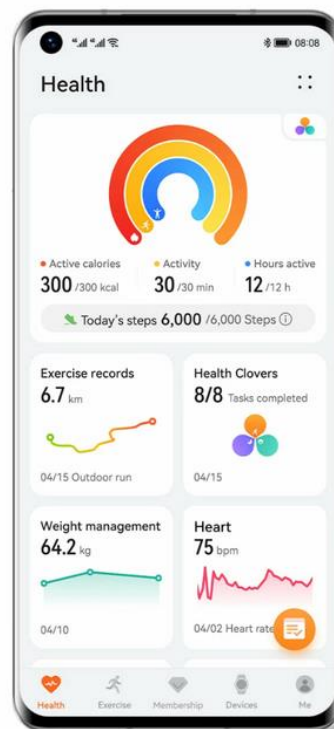 08:08
Health
Active calories
300 /300 kcal
Activity
30 /30 min
Hours active
12 /12 h
Today's steps 6,000 /6,000 Steps
Exercise records
6.7 km
04/15 Outdoor run
Health Clovers
8/8 Tasks completed
04/15
Weight management
64.2 kg
04/10
Heart
75 bpm
04/02 Heart rate
Health
Exercise
Membership
Devices
Me